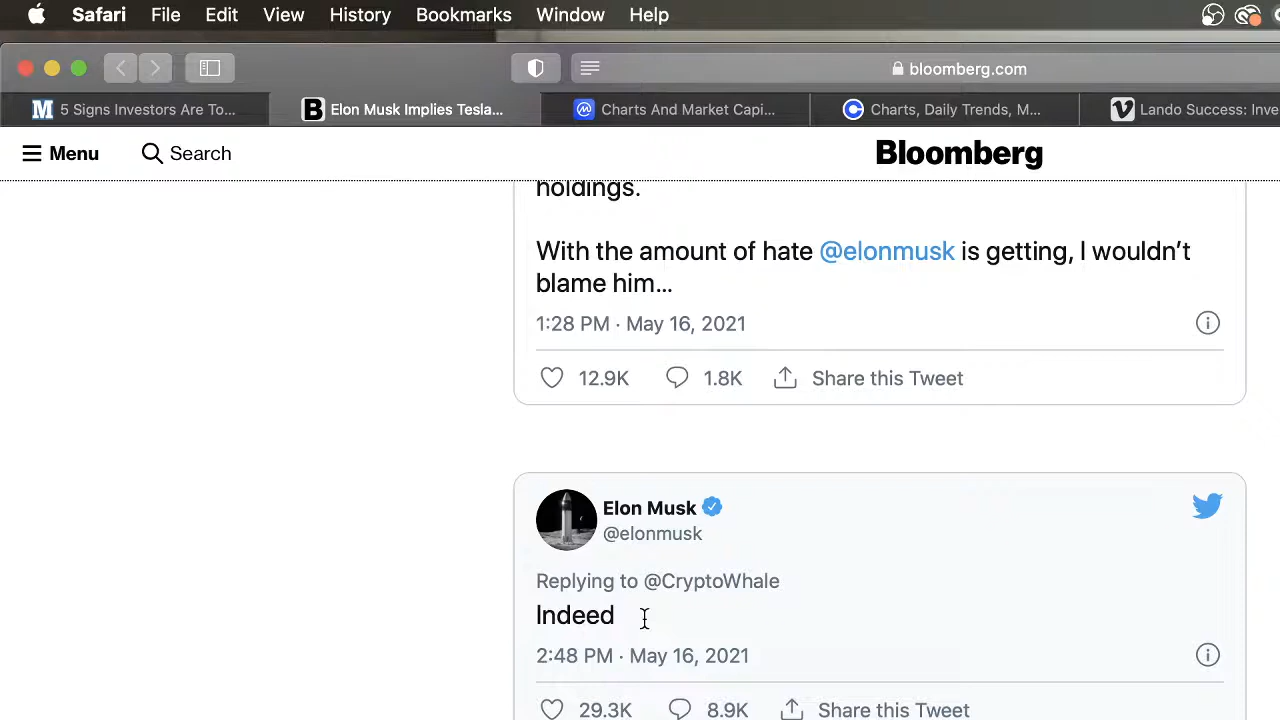 Safari File Edit View History Bookmarks Window Help
bloomberg.com
M 5 Signs Investors Are To... B Elon Musk Implies Tesla... Charts And Market Capi... Charts, Daily Trends, M... Lando Success: Inve
Menu Search Bloomberg
holdings.
With the amount of hate @elonmusk is getting, I wouldn't
blame him...
1:28 PM · May 16, 2021
12.9K 1.8K Share this Tweet
Elon Musk
@elonmusk
Replying to @CryptoWhale
Indeed
2:48 PM · May 16, 2021
29.3K 8.9K Share this Tweet